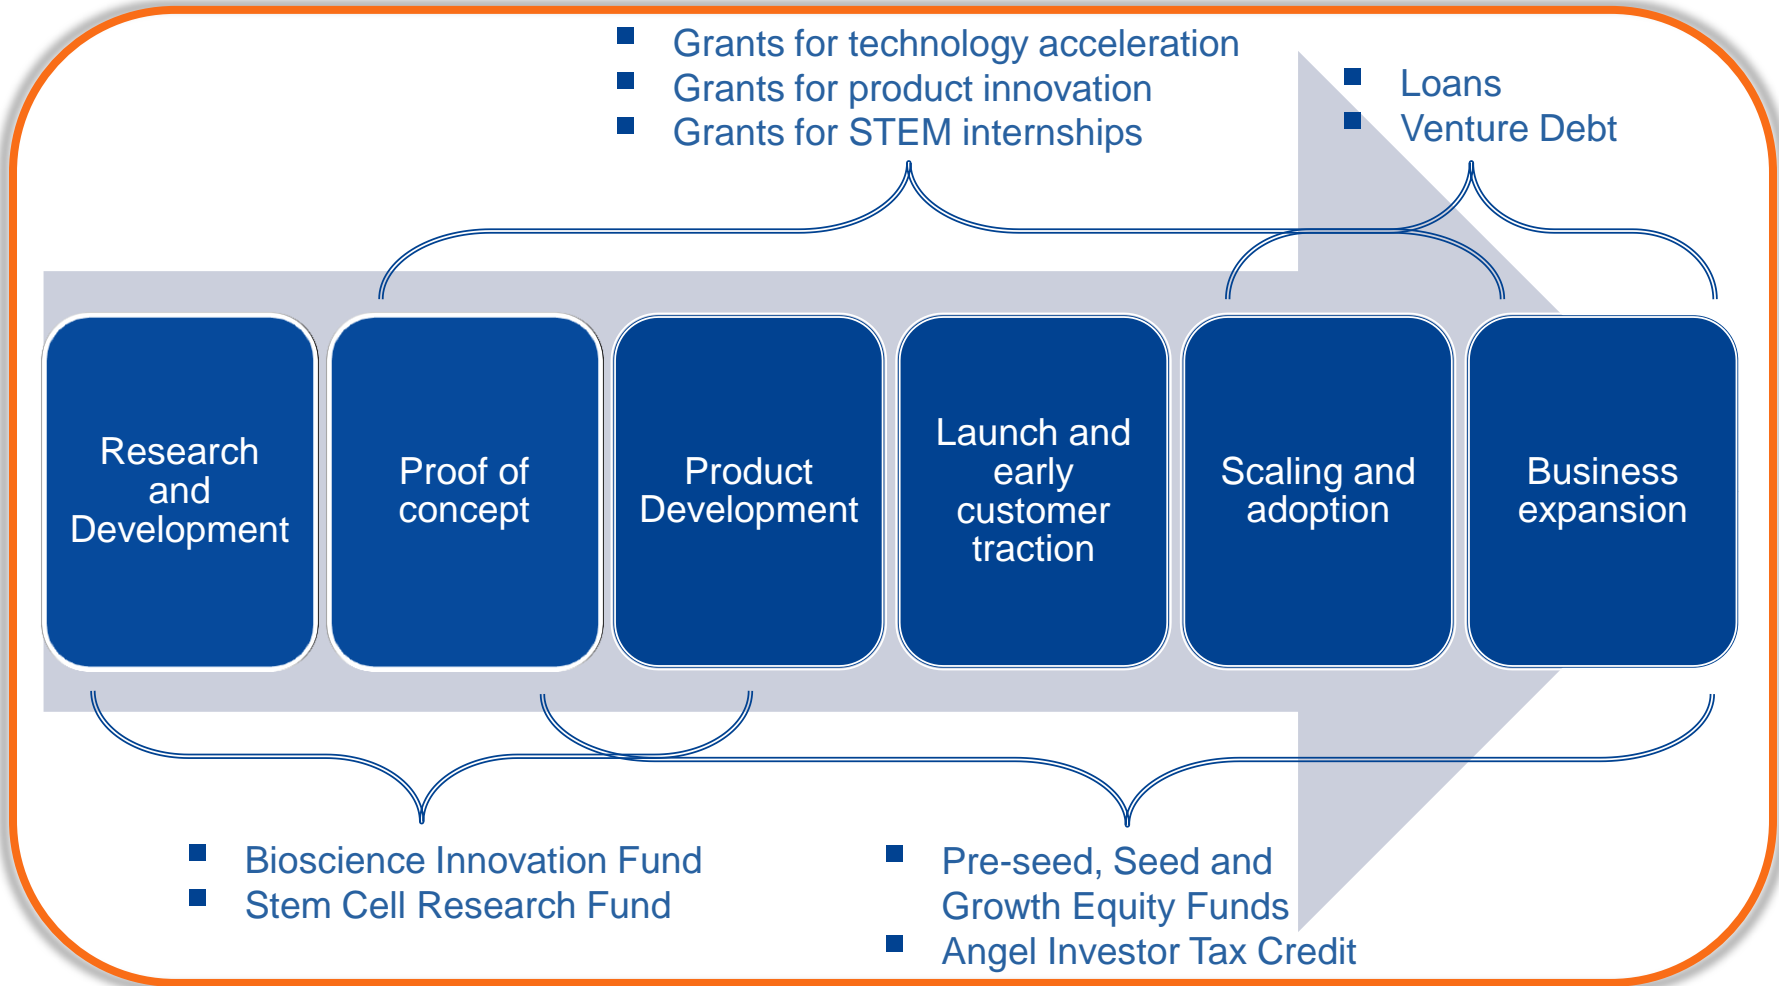 Grants for technology acceleration
Grants for product innovation
Grants for STEM internships
Loans
Venture Debt
Research
and
Development
Proof of
concept
Product
Development
Launch and
early
customer
traction
Scaling and
adoption
Business
expansion
Bioscience Innovation Fund
Stem Cell Research Fund
Pre-seed, Seed and
Growth Equity Funds
Angel Investor Tax Credit